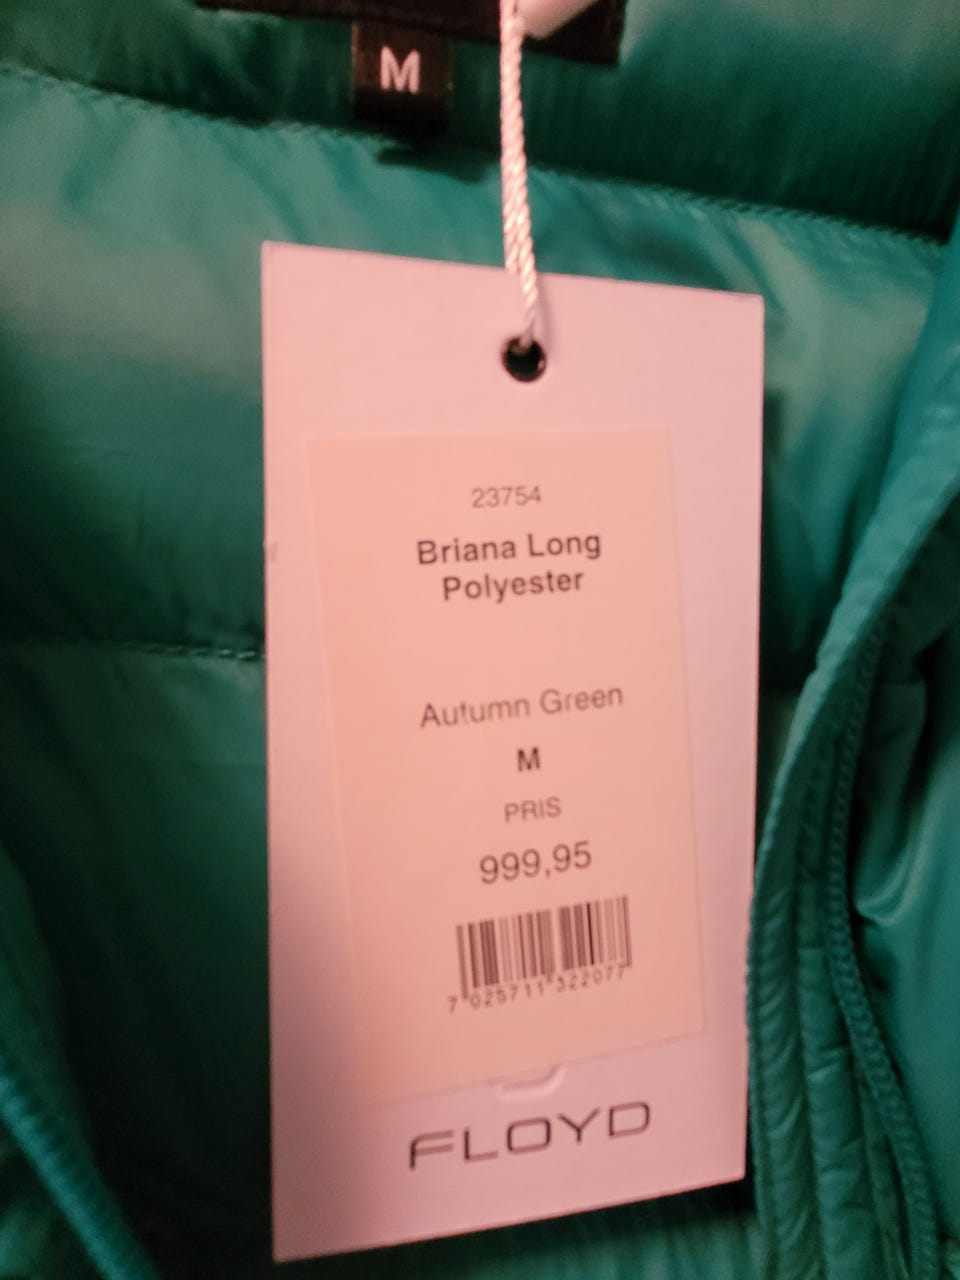 M
23754
Briana Long
Polyester
Autumn Green
M
PRIS
999,95
7 025711 322077
FLOYD